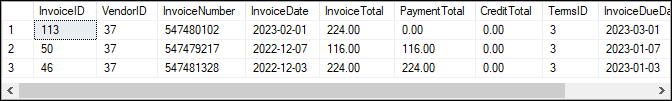 InvoiceID VendorID InvoiceNumber InvoiceDate InvoiceTotal PaymentTotal CreditTotal TermsID InvoiceDueDa
1 113 37 547480102 2023-02-01 224.00 0.00 0.00 3 2023-03-01
2 50 37 547479217 2022-12-07 116.00 116.00 0.00 3 2023-01-07
3 46 37 547481328 2022-12-03 224.00 224.00 0.00 3 2023-01-03